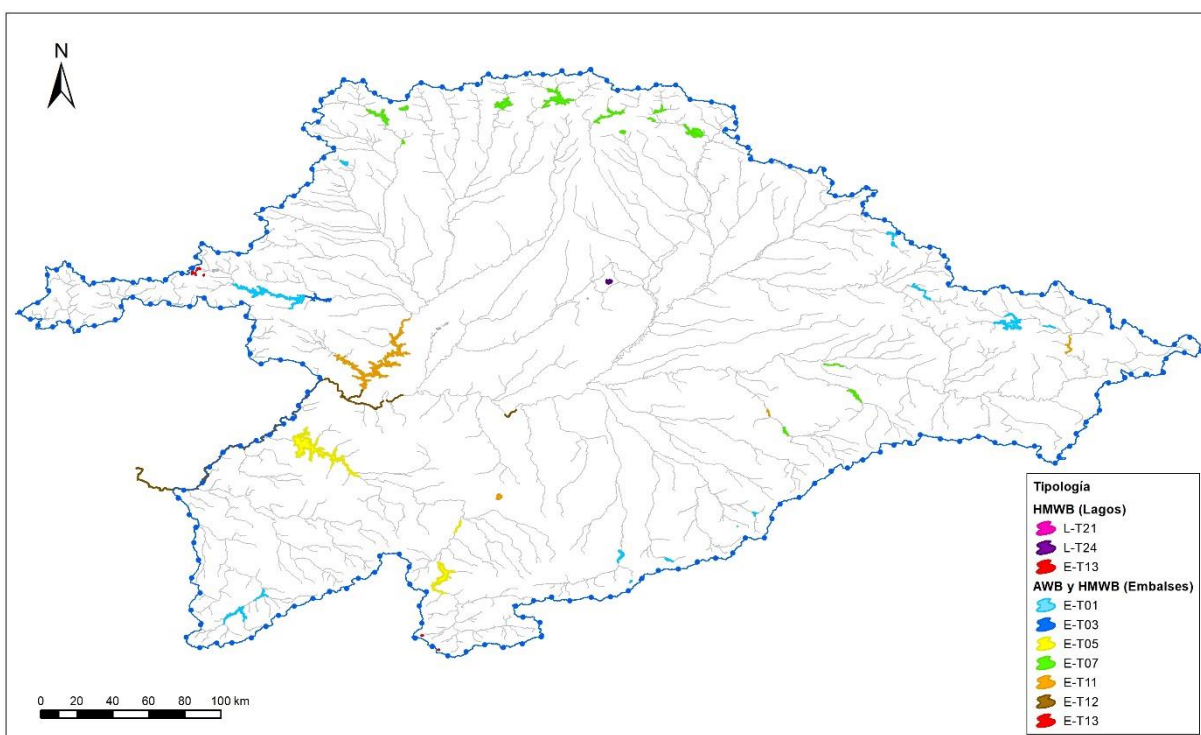 N
0 20 40 60 80 100 km
Tipología
HMWB (Lagos)
L-T21
L-T24
E-T13
AWB y HMWB (Embalses)
E-T01
E-T03
E-T05
E-T07
E-T11
E-T12
E-T13